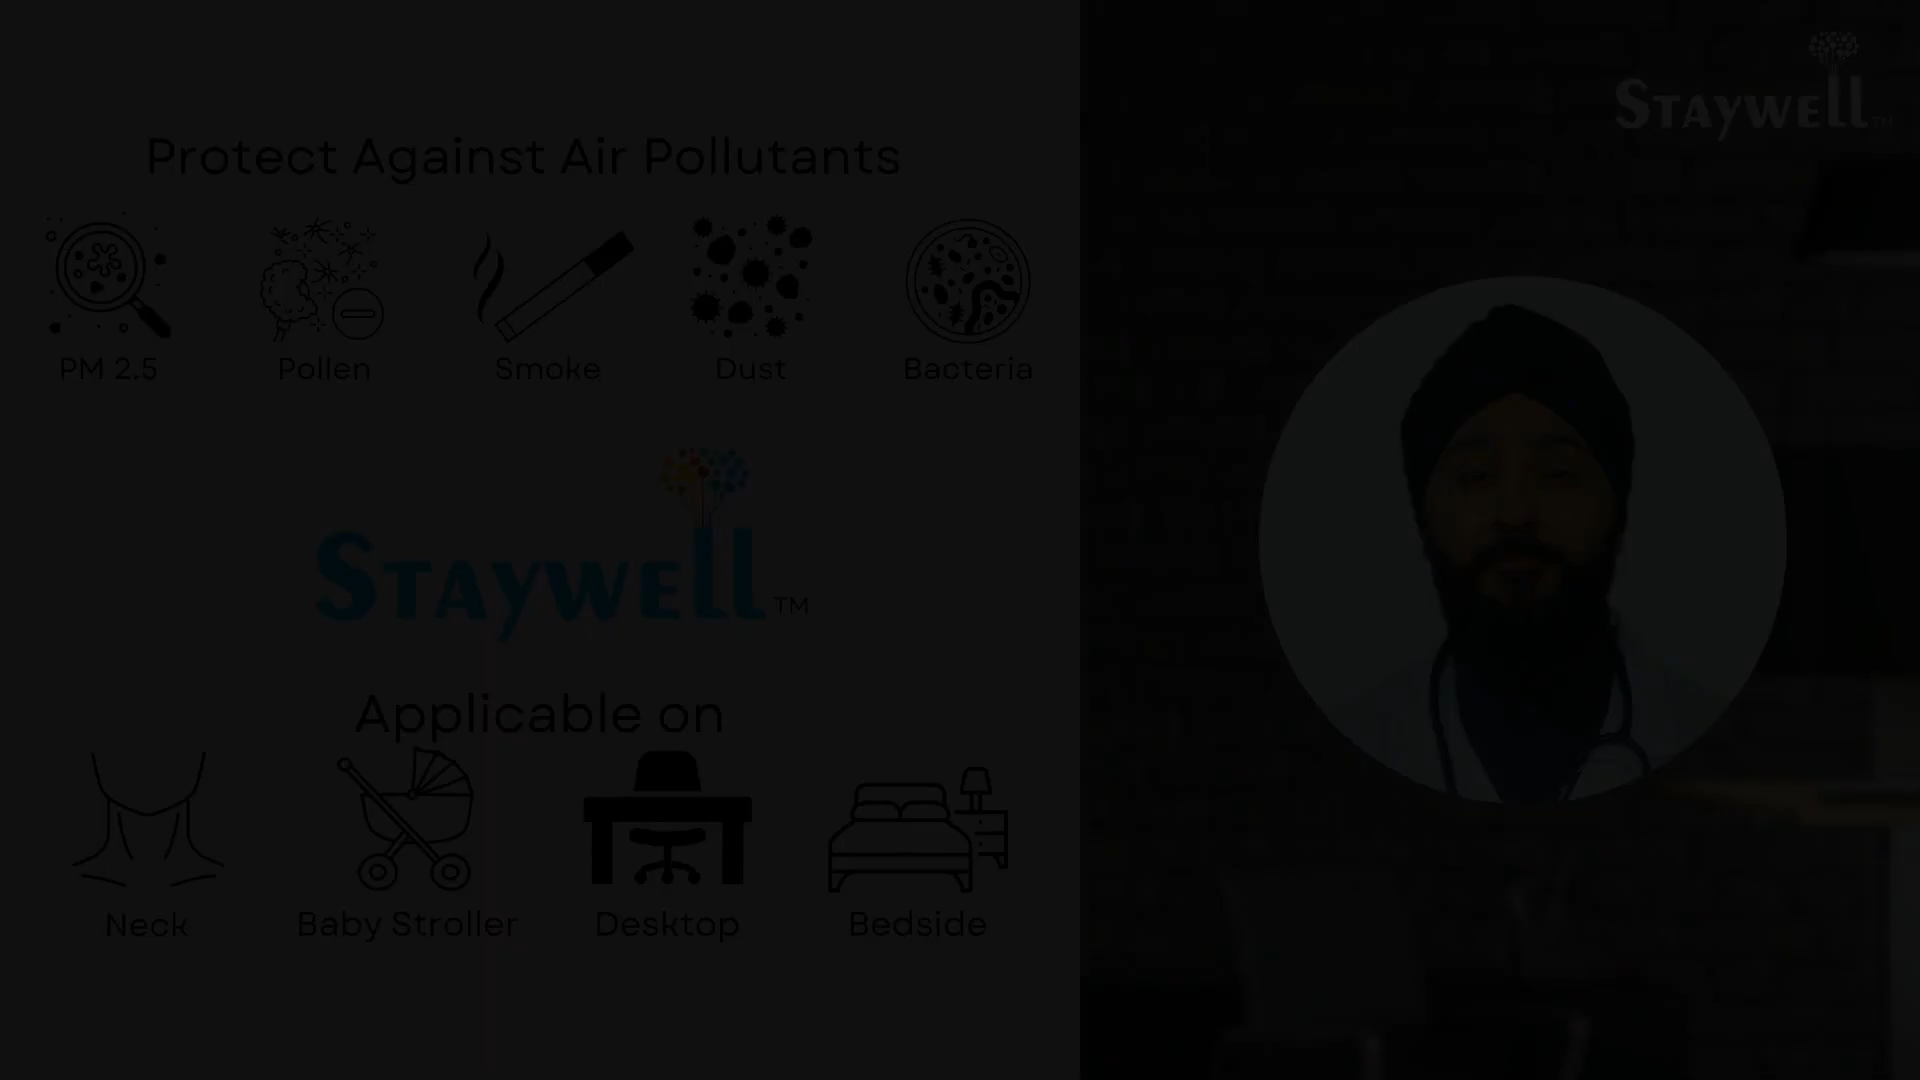 Staywell™
Protect Against Air Pollutants
PM 2.5
Pollen
Smoke
Dust
Bacteria
Staywell™
Applicable on
Neck
Baby Stroller
Desktop
Bedside